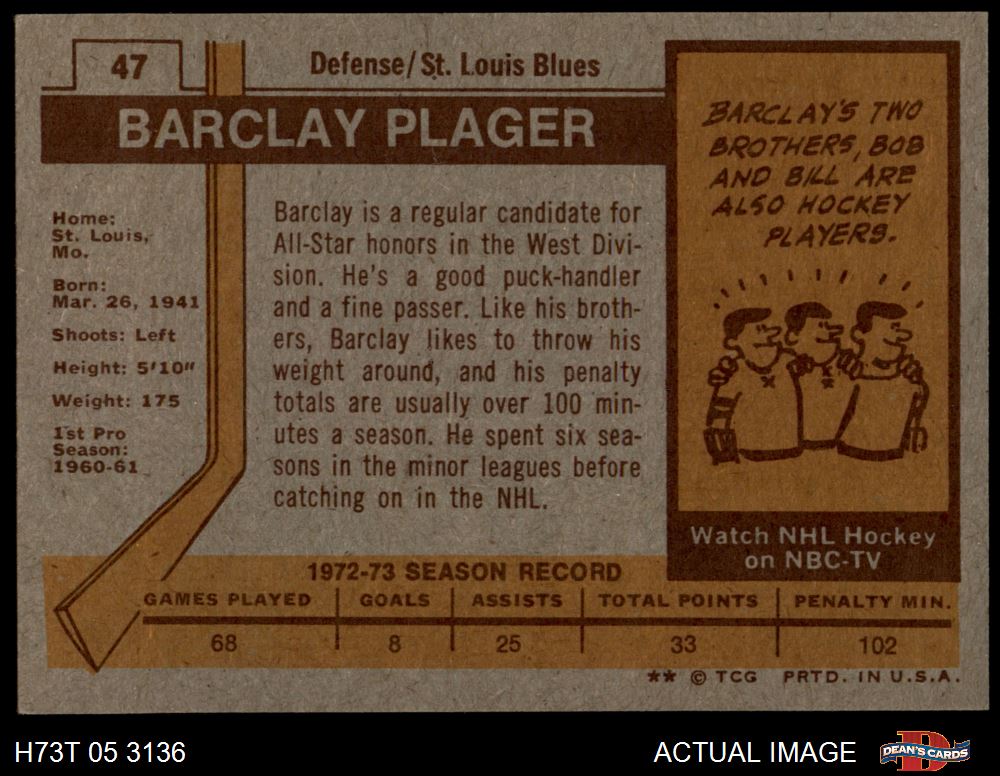 47
Defense/St. Louis Blues
BARCLAY PLAGER
Home:
St. Louis,
Mo.
Born:
Mar. 26, 1941
Shoots: Left
Height: 5'10"
Weight: 175
1st Pro
Season:
1960-61
Barclay is a regular candidate for
All-Star honors in the West Divi-
sion. He's a good puck-handler
and a fine passer. Like his broth-
ers, Barclay likes to throw his
weight around, and his penalty
totals are usually over 100 min-
utes a season. He spent six sea-
sons in the minor leagues before
catching on in the NHL.
BARCLAY'S TWO
BROTHERS, BOB
AND BILL ARE
ALSO HOCKEY
PLAYERS.
Watch NHL Hockey
on NBC-TV
1972-73 SEASON RECORD
GAMES PLAYED GOALS ASSISTS TOTAL POINTS PENALTY MIN.
68 8 25 33 102
** © TCG PRTD. IN U.S.A.
H73T 05 3136 ACTUAL IMAGE DEAN'S CARDS